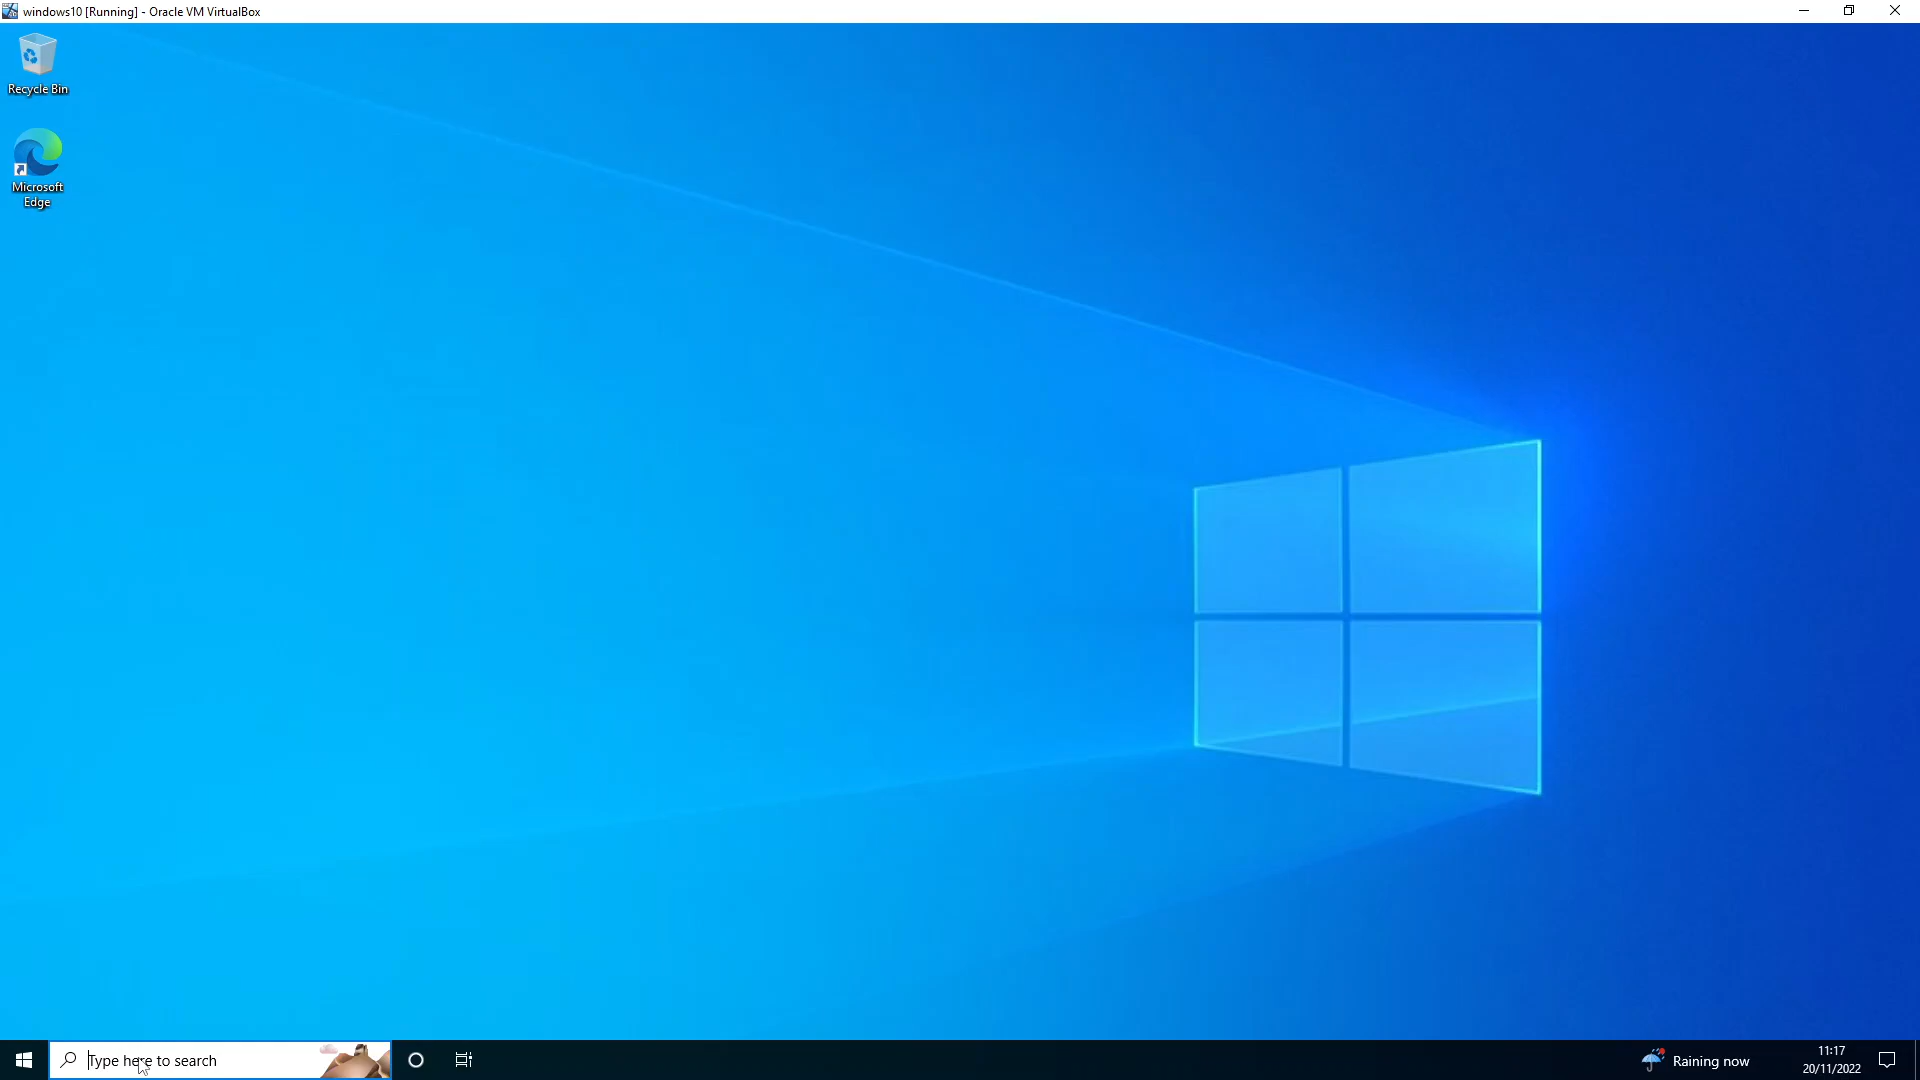 windows10 [Running] - Oracle VM VirtualBox
Recycle Bin
Microsoft
Edge
Type here to search
Raining now
11:17
20/11/2022